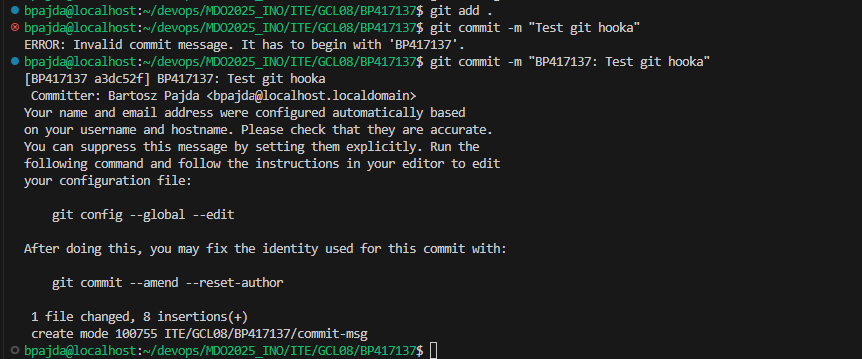 bpajda@localhost:~/devops/MDO2025_INO/ITE/GCL08/BP417137$ git add .
bpajda@localhost:~/devops/MDO2025_INO/ITE/GCL08/BP417137$ git commit -m "Test git hooka"
ERROR: Invalid commit message. It has to begin with 'BP417137'.
bpajda@localhost:~/devops/MDO2025_INO/ITE/GCL08/BP417137$ git commit -m "BP417137: Test git hooka"
[BP417137 a3dc52f] BP417137: Test git hooka
 Committer: Bartosz Pajda <bpajda@localhost.localdomain>
Your name and email address were configured automatically based
on your username and hostname. Please check that they are accurate.
You can suppress this message by setting them explicitly. Run the
following command and follow the instructions in your editor to edit
your configuration file:

    git config --global --edit

After doing this, you may fix the identity used for this commit with:

    git commit --amend --reset-author

 1 file changed, 8 insertions(+)
 create mode 100755 ITE/GCL08/BP417137/commit-msg
bpajda@localhost:~/devops/MDO2025_INO/ITE/GCL08/BP417137$